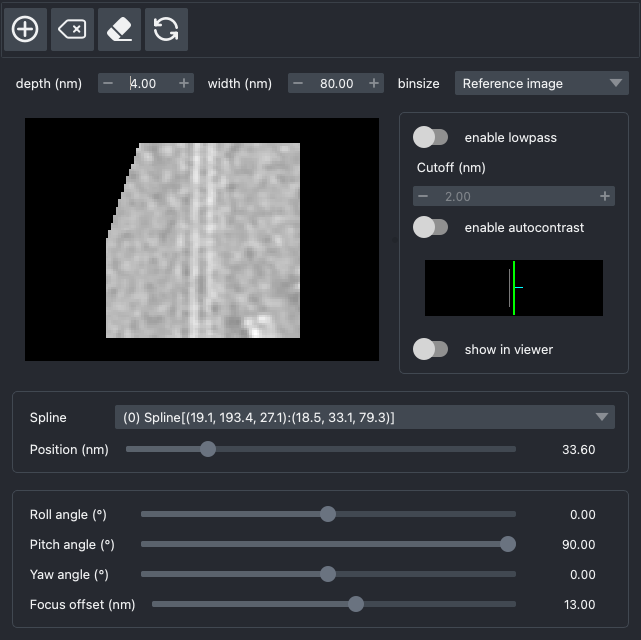 depth (nm) − 4.00 + width (nm) − 80.00 + binsize Reference image
enable lowpass
Cutoff (nm)
− 2.00 +
enable autocontrast
show in viewer
Spline (0) Spline[(19.1, 193.4, 27.1):(18.5, 33.1, 79.3)]
Position (nm) 33.60
Roll angle (°) 0.00
Pitch angle (°) 90.00
Yaw angle (°) 0.00
Focus offset (nm) 13.00